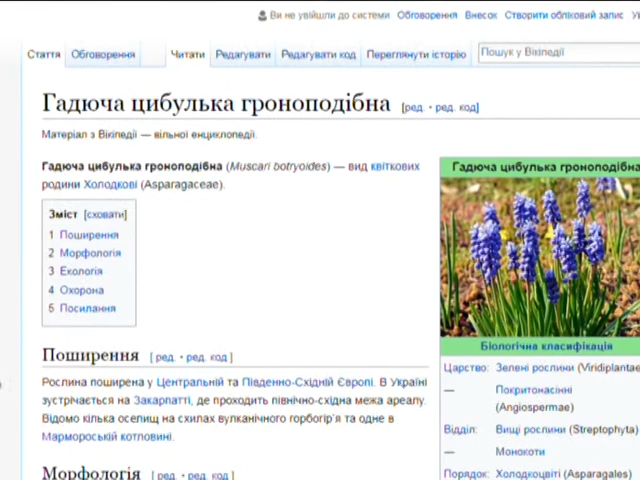 Ви не увійшли до системи Обговорення Внесок Створити обліковий запис
Стаття Обговорення Читати Редагувати Редагувати код Переглянути історію Пошук у Вікіпедії
Гадюча цибулька гроноподібна [ред. • ред. код]
Матеріал з Вікіпедії — вільної енциклопедії.
Гадюча цибулька гроноподібна (Muscari botryoides) — вид квіткових
родини Холодкові (Asparagaceae).
Зміст [сховати]
1 Поширення
2 Морфологія
3 Екологія
4 Охорона
5 Посилання
Поширення [ред. • ред. код]
Рослина поширена у Центральній та Південно-Східній Європі. В Україні
зустрічається на Закарпатті, де проходить північно-східна межа ареалу.
Відомо кілька оселищ на схилах вулканічного горбогір'я та одне в
Мармороській котловині.
Морфологія [ред. • ред. код]
Гадюча цибулька гроноподібна
Біологічна класифікація
Царство: Зелені рослини (Viridiplantae
— Покритонасінні
(Angiospermae)
Відділ: Вищі рослини (Streptophyta)
— Монокоти
Порядок: Холодкоцвіті (Asparagales)